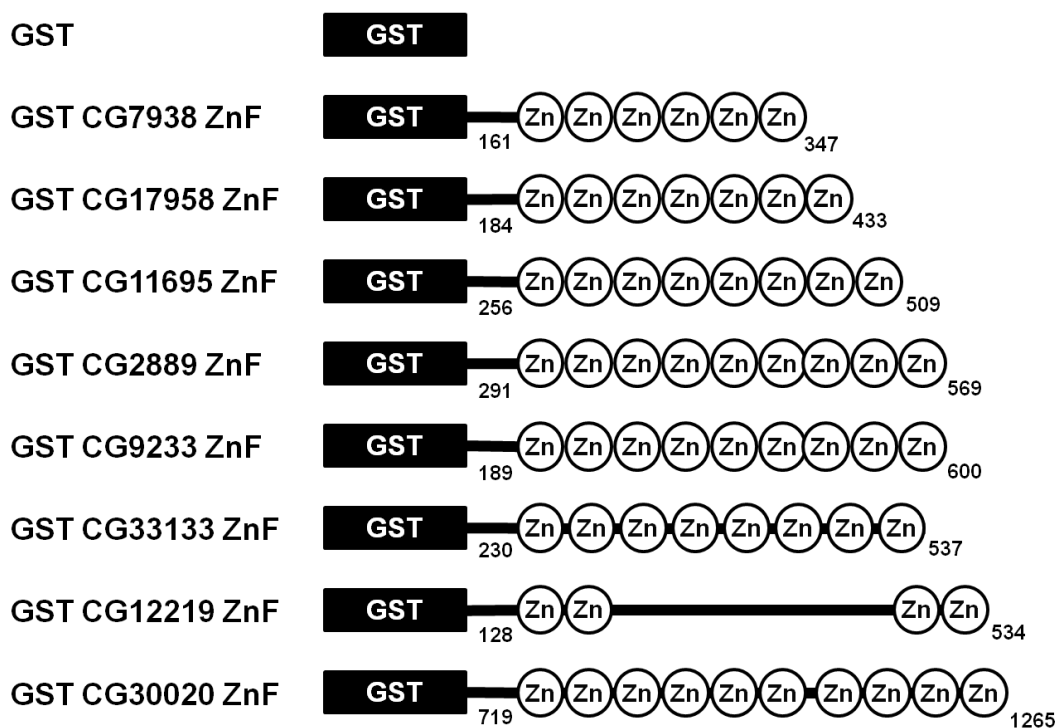 GST GST
GST CG7938 ZnF GST Zn Zn Zn Zn Zn Zn
161 347
GST CG17958 ZnF GST Zn Zn Zn Zn Zn Zn Zn
184 433
GST CG11695 ZnF GST Zn Zn Zn Zn Zn Zn Zn Zn
256 509
GST CG2889 ZnF GST Zn Zn Zn Zn Zn Zn Zn Zn Zn
291 569
GST CG9233 ZnF GST Zn Zn Zn Zn Zn Zn Zn Zn Zn
189 600
GST CG33133 ZnF GST Zn Zn Zn Zn Zn Zn Zn Zn
230 537
GST CG12219 ZnF GST Zn Zn Zn Zn
128 534
GST CG30020 ZnF GST Zn Zn Zn Zn Zn Zn Zn Zn Zn Zn
719 1265